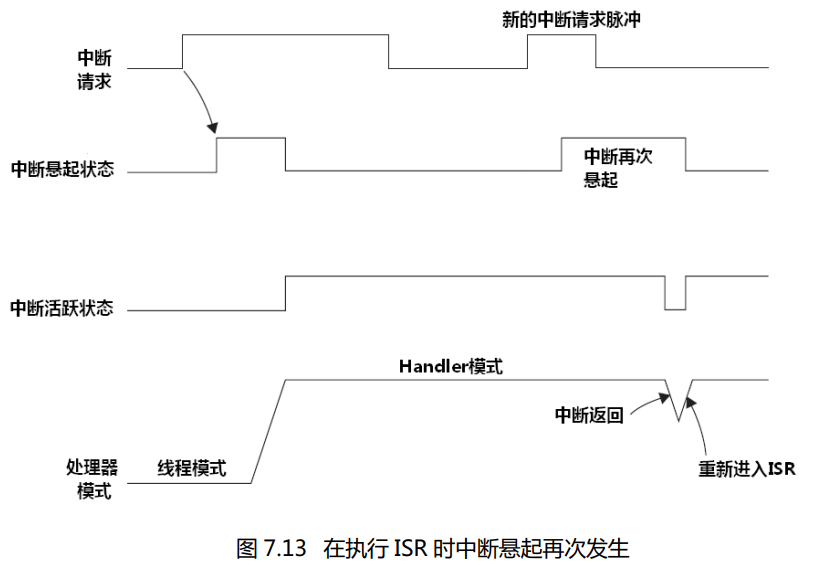 新的中断请求脉冲
中断
请求
中断悬起状态
中断再次
悬起
中断活跃状态
Handler模式
中断返回
处理器
模式
线程模式
重新进入ISR
图 7.13 在执行 ISR 时中断悬起再次发生